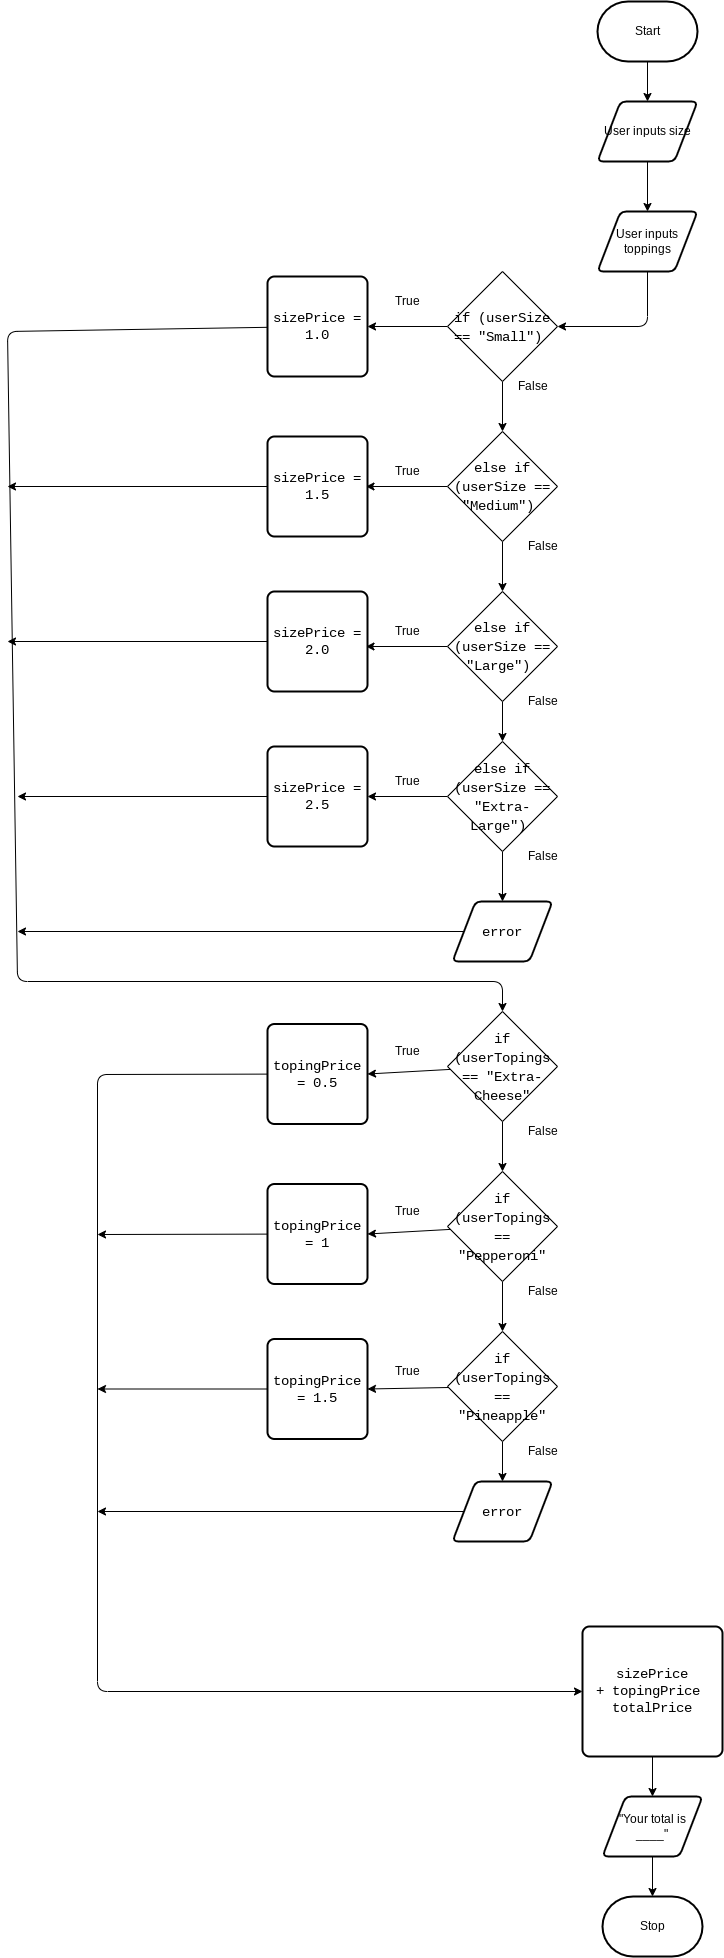 Start
User inputs size
User inputs
toppings
if (userSize
== "Small")
True
sizePrice =
1.0
False
else if
(userSize ==
"Medium")
True
sizePrice =
1.5
False
else if
(userSize ==
"Large")
True
sizePrice =
2.0
False
else if
(userSize ==
"Extra-
Large")
True
sizePrice =
2.5
False
error
if
(userTopings
== "Extra-
Cheese"
True
topingPrice
= 0.5
False
if
(userTopings
==
"Pepperoni"
True
topingPrice
= 1
False
if
(userTopings
==
"Pineapple"
True
topingPrice
= 1.5
False
error
sizePrice
+ topingPrice
totalPrice
"Your total is
____"
Stop